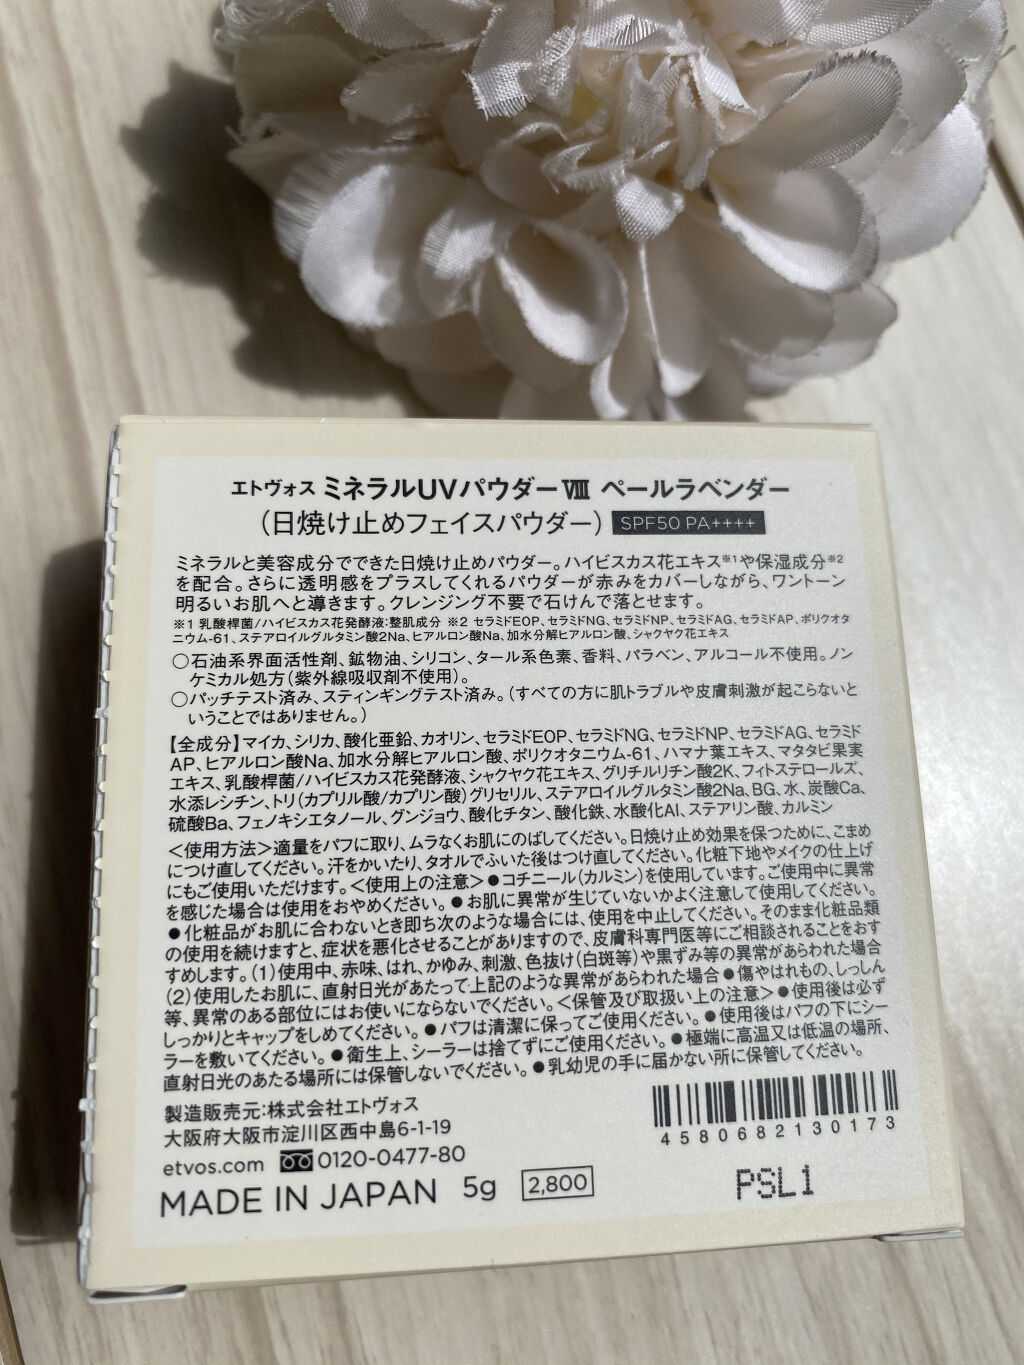 エトヴォス ミネラルUVパウダーⅧ ペールラベンダー
(日焼け止めフェイスパウダー) SPF50 PA++++
ミネラルと美容成分でできた日焼け止めパウダー。ハイビスカス花エキス※1や保湿成分※2
を配合。さらに透明感をプラスしてくれるパウダーが赤みをカバーしながら、ワントーン
明るいお肌へと導きます。クレンジング不要で石けんで落とせます。
※1 乳酸桿菌/ハイビスカス花発酵液:整肌成分 ※2 セラミドEOP、セラミドNG、セラミドNP、セラミドAG、セラミドAP、ポリクオタ
ニウム-61、ステアロイルグルタミン酸2Na、ヒアルロン酸Na、加水分解ヒアルロン酸、シャクヤク花エキス
○石油系界面活性剤、鉱物油、シリコン、タール系色素、香料、パラベン、アルコール不使用。ノン
ケミカル処方(紫外線吸収剤不使用)。
○パッチテスト済み、スティンギングテスト済み。(すべての方に肌トラブルや皮膚刺激が起こらないと
いうことではありません。)
【全成分】マイカ、シリカ、酸化亜鉛、カオリン、セラミドEOP、セラミドNG、セラミドNP、セラミドAG、セラミド
AP、ヒアルロン酸Na、加水分解ヒアルロン酸、ポリクオタニウム-61、ハマナ葉エキス、マタタビ果実
エキス、乳酸桿菌/ハイビスカス花発酵液、シャクヤク花エキス、グリチルリチン酸2K、フィトステロールズ、
水添レシチン、トリ(カプリル酸/カプリン酸)グリセリル、ステアロイルグルタミン酸2Na、BG、水、炭酸Ca、
硫酸Ba、フェノキシエタノール、グンジョウ、酸化チタン、酸化鉄、水酸化Al、ステアリン酸、カルミン
＜使用方法＞適量をパフに取り、ムラなくお肌にのばしてください。日焼け止め効果を保つために、こまめ
につけ直してください。汗をかいたり、タオルでふいた後はつけ直してください。化粧下地やメイクの仕上げ
にもご使用いただけます。＜使用上の注意＞●コチニール(カルミン)を使用しています。ご使用中に異常
を感じた場合は使用をおやめください。●お肌に異常が生じていないかよく注意して使用してください。
●化粧品がお肌に合わないとき即ち次のような場合には、使用を中止してください。そのまま化粧品類
の使用を続けますと、症状を悪化させることがありますので、皮膚科専門医等にご相談されることをおす
すめします。(1)使用中、赤味、はれ、かゆみ、刺激、色抜け(白斑等)や黒ずみ等の異常があらわれた場合
(2)使用したお肌に、直射日光があたって上記のような異常があらわれた場合●傷やはれもの、しっしん
等、異常のある部位にはお使いにならないでください。＜保管及び取扱い上の注意＞●使用後は必ず
しっかりとキャップをしめてください。●パフは清潔に保ってご使用ください。●使用後はパフの下にシー
ラーを敷いてください。●衛生上、シーラーは捨てずにご使用ください。●極端に高温又は低温の場所、
直射日光のあたる場所には保管しないでください。●乳幼児の手に届かない所に保管してください。
製造販売元:株式会社エトヴォス
大阪府大阪市淀川区西中島6-1-19
etvos.com 0120-0477-80
MADE IN JAPAN 5g 2,800
4580682130173
PSL1